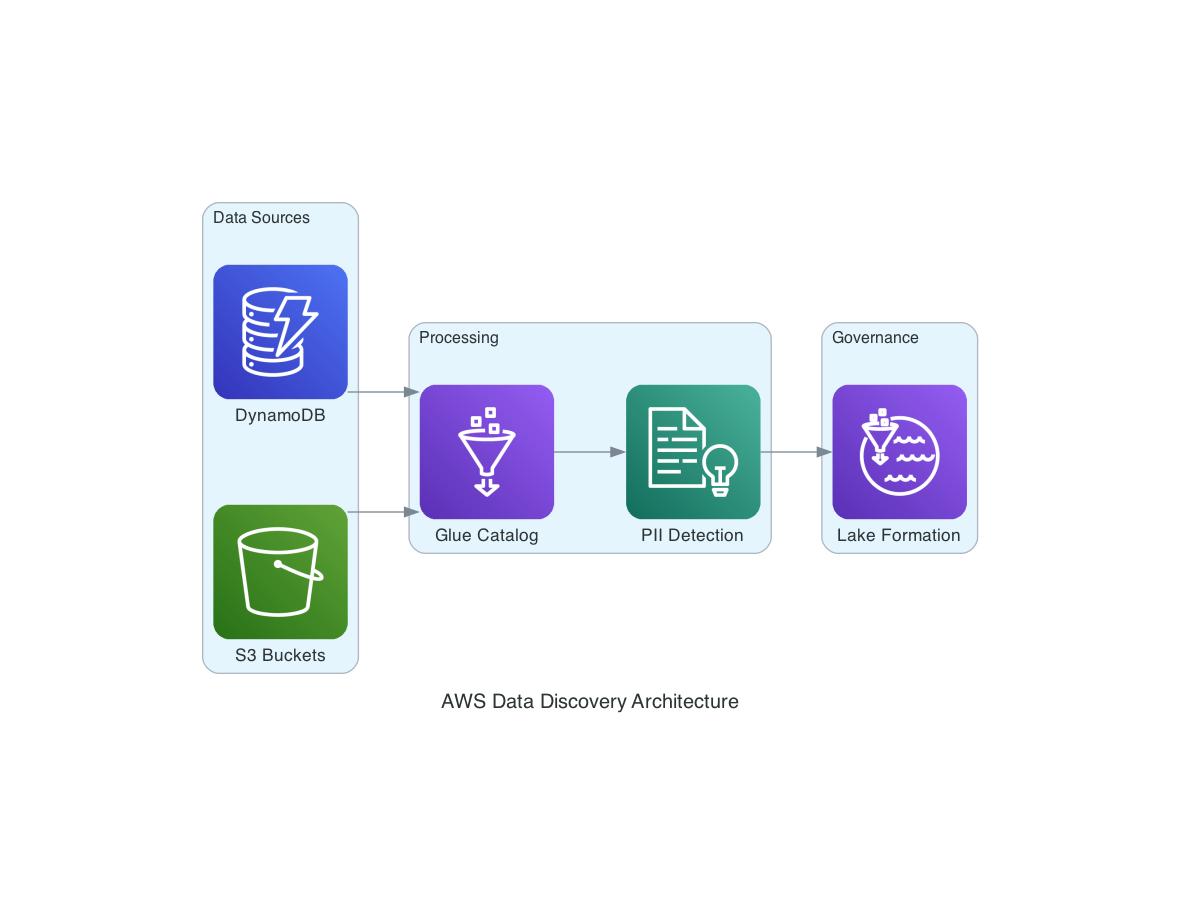 Data Sources
DynamoDB
S3 Buckets
Processing
Glue Catalog
PII Detection
Governance
Lake Formation
AWS Data Discovery Architecture